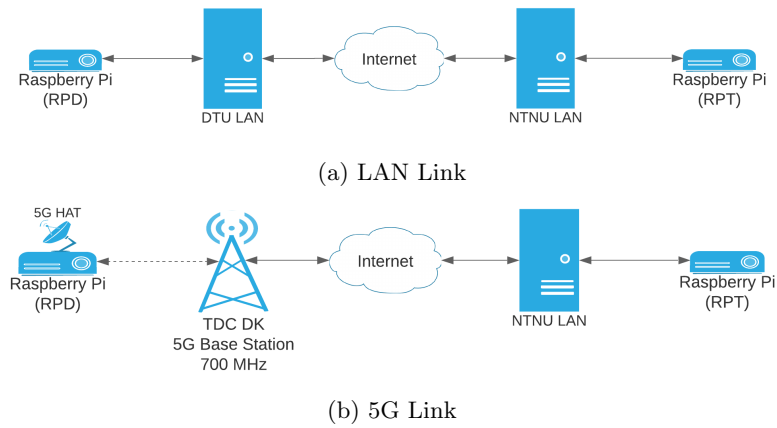 Internet
Raspberry Pi
(RPD)
DTU LAN
NTNU LAN
Raspberry Pi
(RPT)
(a) LAN Link
5G HAT
Internet
Raspberry Pi
(RPD)
TDC DK
5G Base Station
700 MHz
NTNU LAN
Raspberry Pi
(RPT)
(b) 5G Link